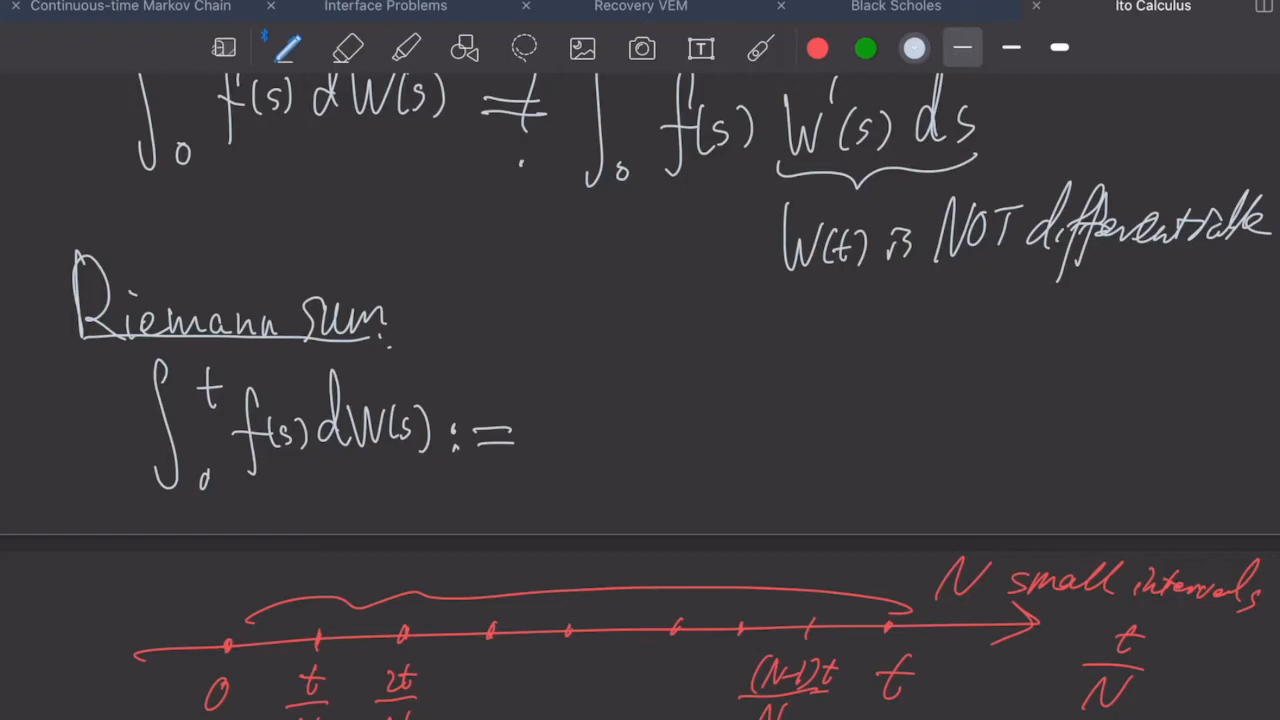 Continuous-time Markov Chain Interface Problems Recovery VEM Black Scholes Ito Calculus
∫₀ f(s) dW(s) ≠ ∫₀ f(s) W'(s) ds
W(t) is NOT differentiable
Riemann sum:
∫₀ᵗ f(s) dW(s) :=
N small intervals
0 t/N 2t/N (N-1)t/N t t/N